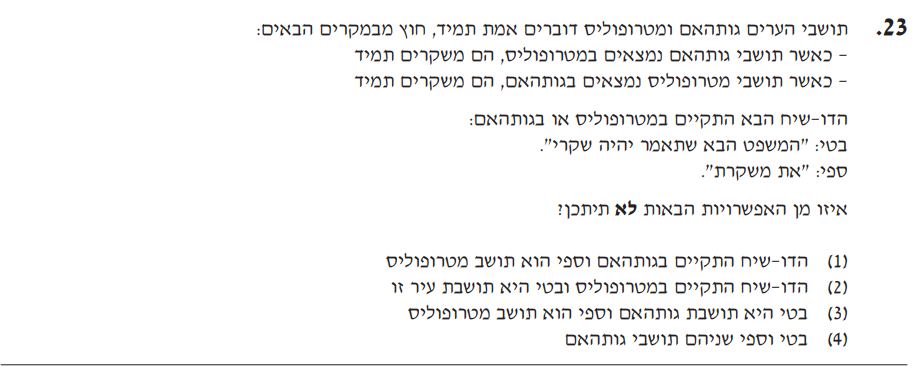 23. תושבי הערים גותהאם ומטרופוליס דוברים אמת תמיד, חוץ מבמקרים הבאים:
– כאשר תושבי גותהאם נמצאים במטרופוליס, הם משקרים תמיד
– כאשר תושבי מטרופוליס נמצאים בגותהאם, הם משקרים תמיד
הדו-שיח הבא התקיים במטרופוליס או בגותהאם:
בטי: "המשפט הבא שתאמר יהיה שקרי".
ספי: "את משקרת".
איזו מן האפשרויות הבאות לא תיתכן?
(1) הדו-שיח התקיים בגותהאם וספי הוא תושב מטרופוליס
(2) הדו-שיח התקיים במטרופוליס ובטי היא תושבת עיר זו
(3) בטי היא תושבת גותהאם וספי הוא תושב מטרופוליס
(4) בטי וספי שניהם תושבי גותהאם